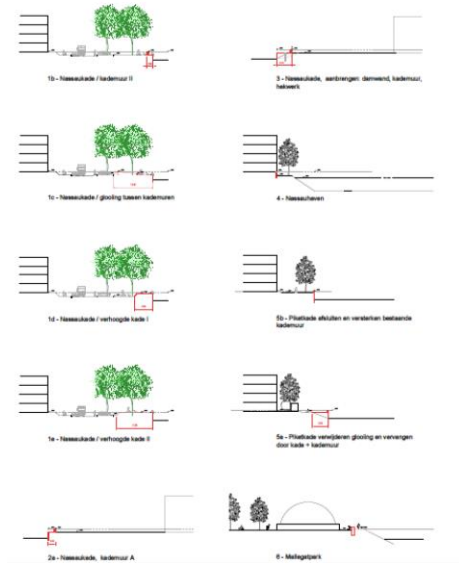 1b - Nassaukade / kademuur II
3 - Nassaukade, aanbrengen damwand, kademuur,
hekwerk
1c - Nassaukade / glooiing tussen kademuren
4 - Nassauhaven
1d - Nassaukade / verhoogde kade I
5b - Piketkade afsluiten en versterken bestaande
kademuur
1e - Nassaukade / verhoogde kade II
5a - Piketkade verwijderen glooiing en vervangen
door kade + kademuur
2a - Nassaukade, kademuur A
6 - Mallegatpark